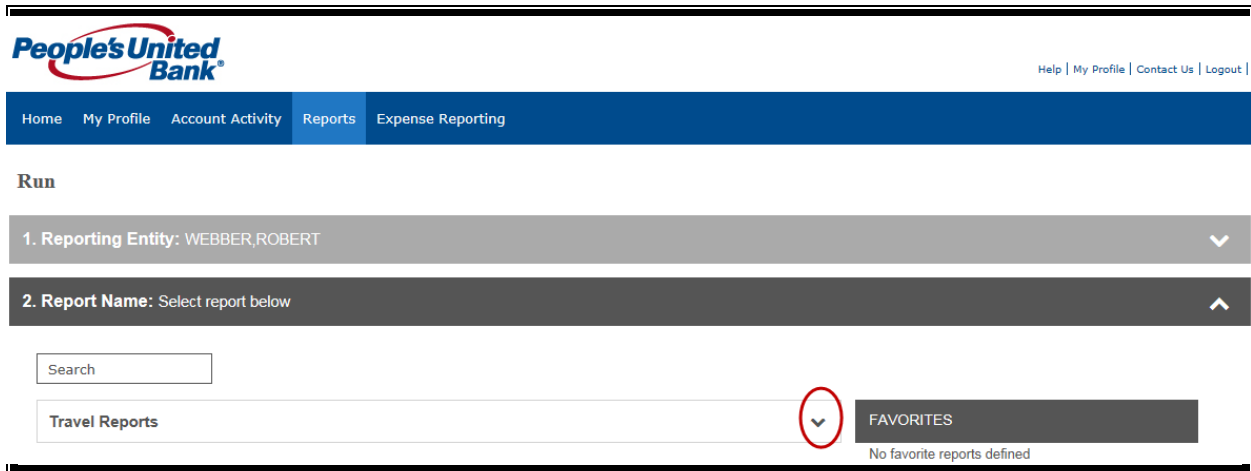 People's United
Bank®
Help | My Profile | Contact Us | Logout |
Home My Profile Account Activity Reports Expense Reporting
Run
1. Reporting Entity: WEBBER,ROBERT
2. Report Name: Select report below
Search
Travel Reports
FAVORITES
No favorite reports defined